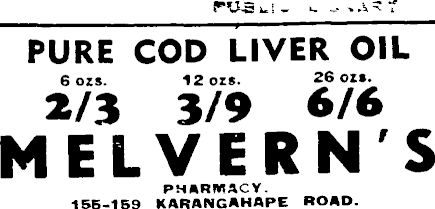 PURE COD LIVER OIL
6 ozs. 12 ozs. 26 ozs.
2/3 3/9 6/6
MELVERN'S
PHARMACY.
155-159 KARANGAHAPE ROAD.